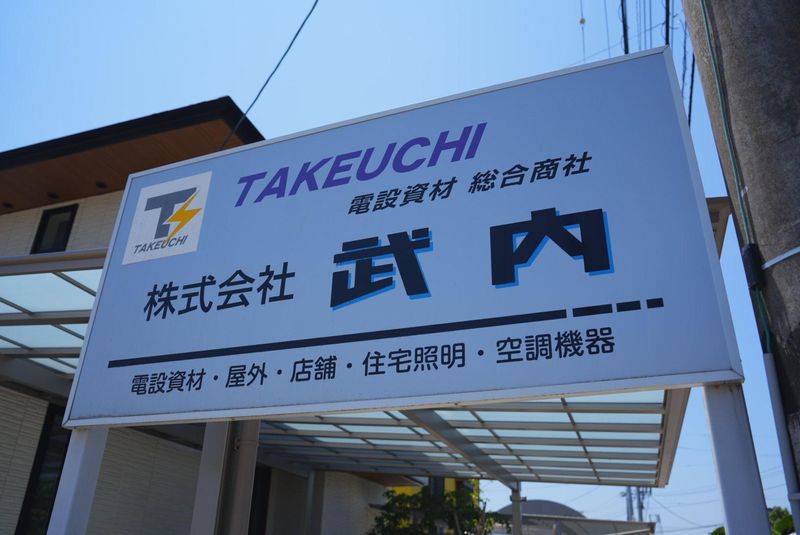 TAKEUCHI
電設資材 総合商社
T
TAKEUCHI
株式会社 武内
電設資材・屋外・店舗・住宅照明・空調機器